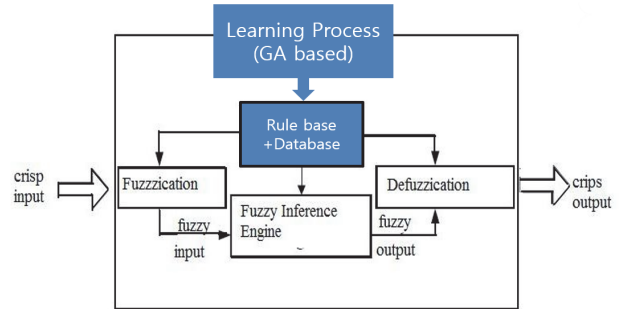 Learning Process
(GA based)
Rule base
+Database
crisp
input
Fuzzzication
Fuzzy Inference
Engine
Defuzzication
crips
output
fuzzy
input
fuzzy
output